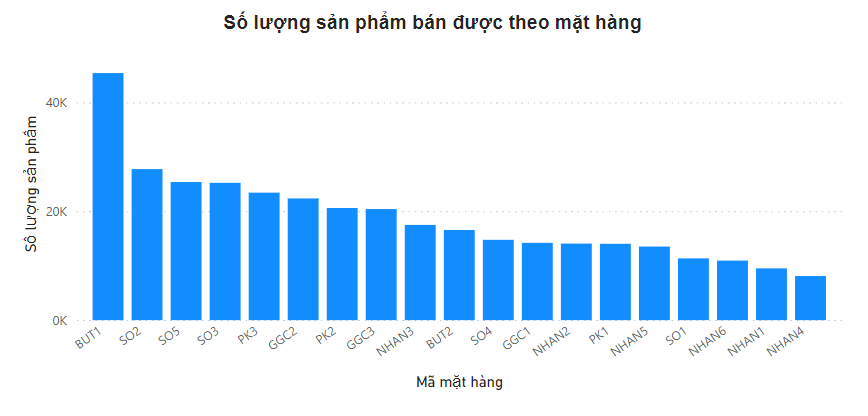 Số lượng sản phẩm bán được theo mặt hàng
Số lượng sản phẩm
40K
20K
0K
BUT1
SO2
SO5
SO3
PK3
GGC2
PK2
GGC3
NHAN3
BUT2
SO4
GGC1
NHAN2
PK1
NHAN5
SO1
NHAN6
NHAN1
NHAN4
Mã mặt hàng